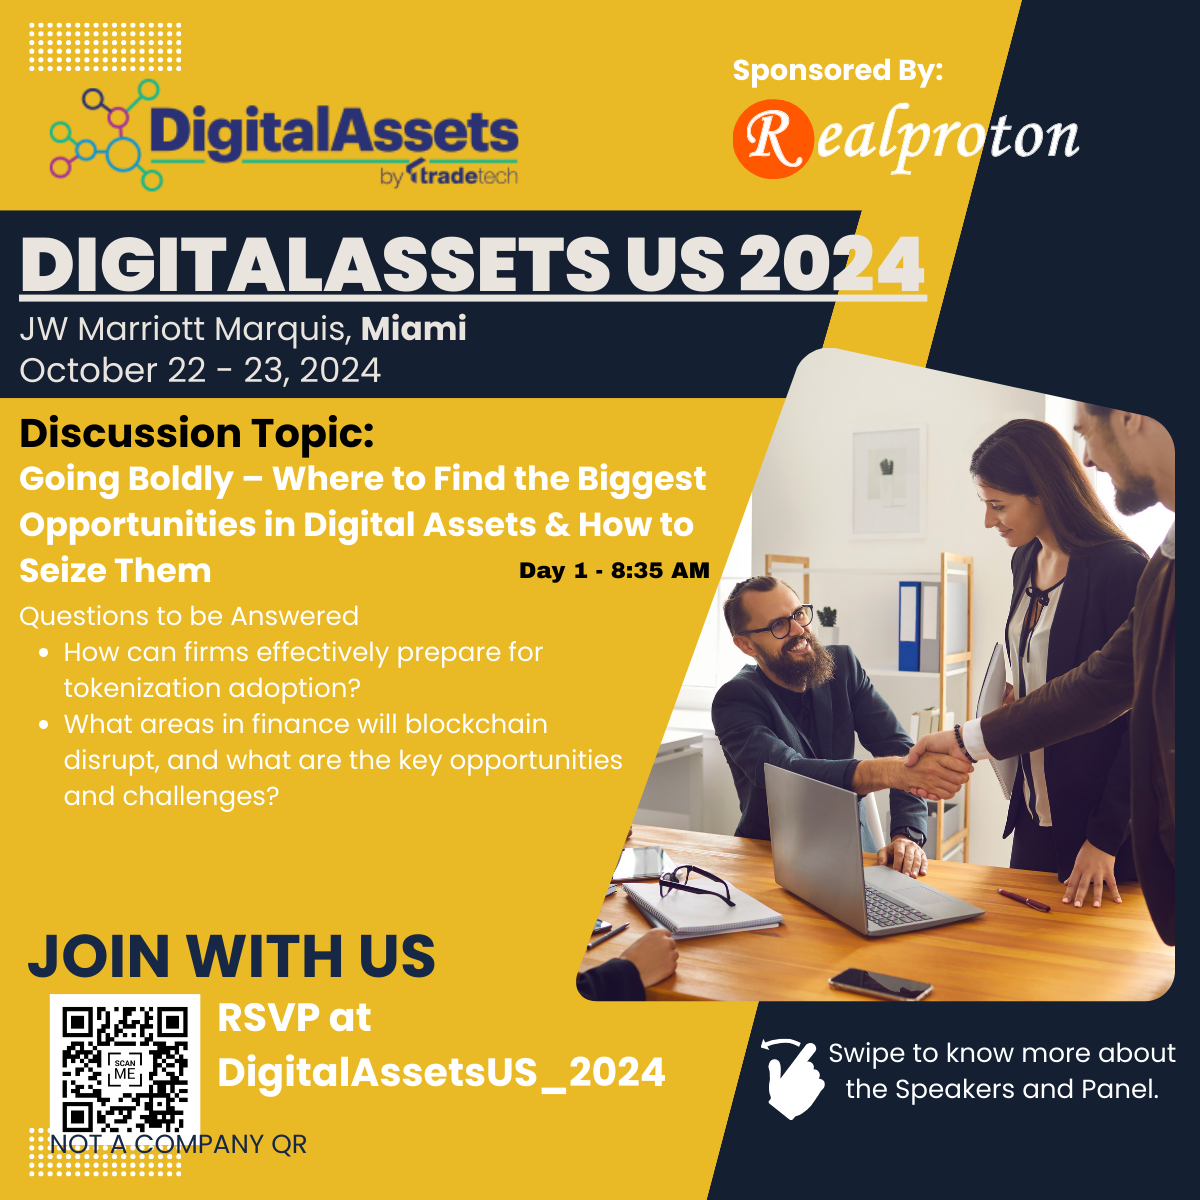 DigitalAssets
by tradetech
Sponsored By:
Realproton
DIGITALASSETS US 2024
JW Marriott Marquis, Miami
October 22 - 23, 2024
Discussion Topic:
Going Boldly – Where to Find the Biggest
Opportunities in Digital Assets & How to
Seize Them
Day 1 - 8:35 AM
Questions to be Answered
• How can firms effectively prepare for
tokenization adoption?
• What areas in finance will blockchain
disrupt, and what are the key opportunities
and challenges?
JOIN WITH US
SCAN
ME
RSVP at
DigitalAssetsUS_2024
NOT A COMPANY QR
Swipe to know more about
the Speakers and Panel.